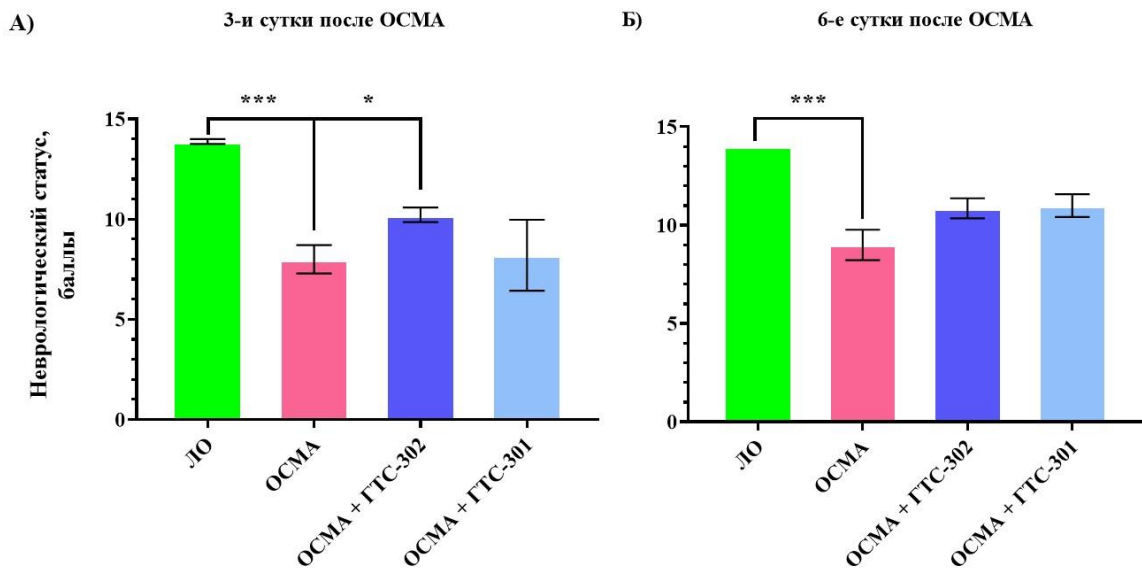 А)
3-и сутки после ОСМА
Неврологический статус,
баллы
***
*
15
10
5
0
ЛО
ОСМА
ОСМА + ГТС-302
ОСМА + ГТС-301
Б)
6-е сутки после ОСМА
***
15
10
5
0
ЛО
ОСМА
ОСМА + ГТС-302
ОСМА + ГТС-301